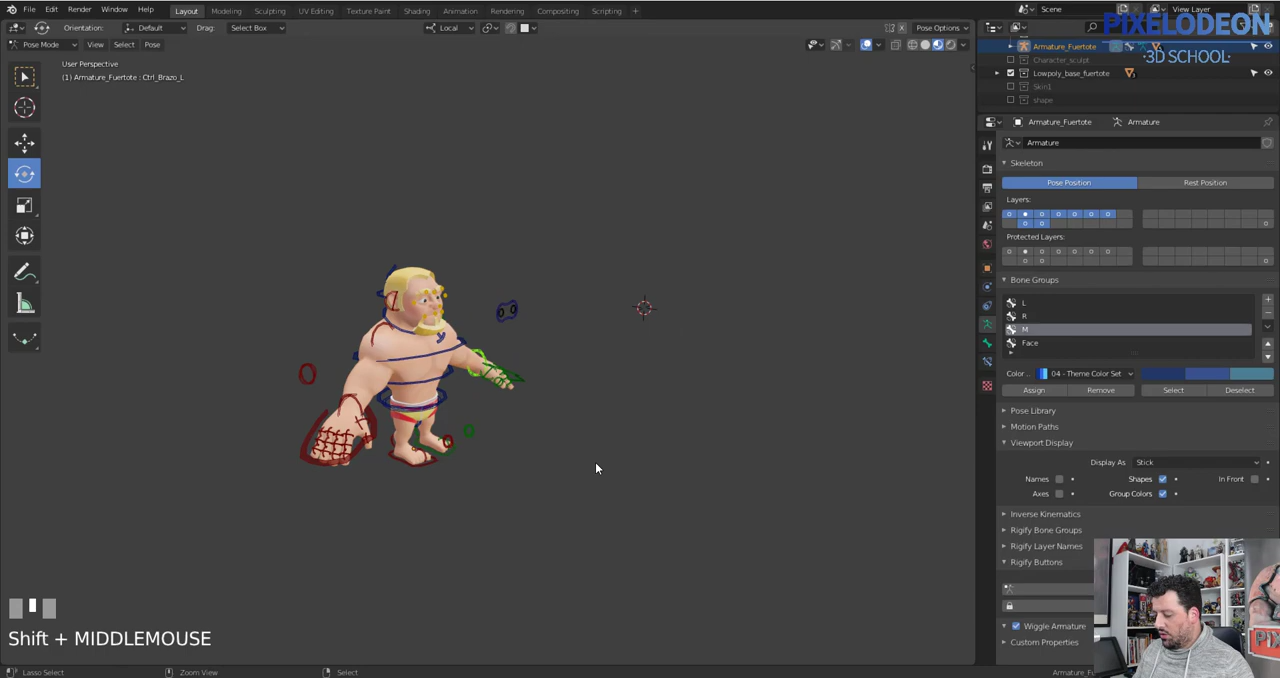 File Edit Render Window Help Layout Modeling Sculpting UV Editing Texture Paint Shading Animation Rendering Compositing Scripting + Scene View Layer
Orientation: Default Drag: Select Box Local Pose Options
Pose Mode View Select Pose
PIXELODEON
3D SCHOOL
User Perspective
(1) Armature_Fuertote : Ctrl_Brazo_L
Armature_Fuertote
Character_sculpt
Lowpoly_base_fuertote
Skin1
shape
Armature_Fuertote Armature
Armature
Skeleton
Pose Position Rest Position
Layers:
Protected Layers:
Bone Groups
L
R
M
Face
Color... 04 - Theme Color Set
Assign Remove Select Deselect
Pose Library
Motion Paths
Viewport Display
Display As Stick
Names Shapes In Front
Axes Group Colors
Inverse Kinematics
Rigify Bone Groups
Rigify Layer Names
Rigify Buttons
Wiggle Armature
Custom Properties
Shift + MIDDLEMOUSE
Lasso Select Zoom View Select